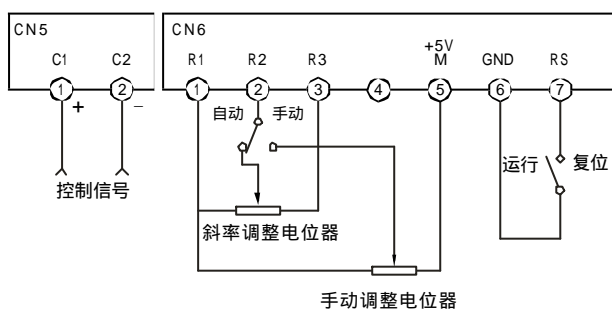 CN5 CN6
+5V
C1 C2 R1 R2 R3 M GND RS
1 2 1 2 3 4 5 6 7
+ −
自动 手动
运行 复位
控制信号
斜率调整电位器
手动调整电位器